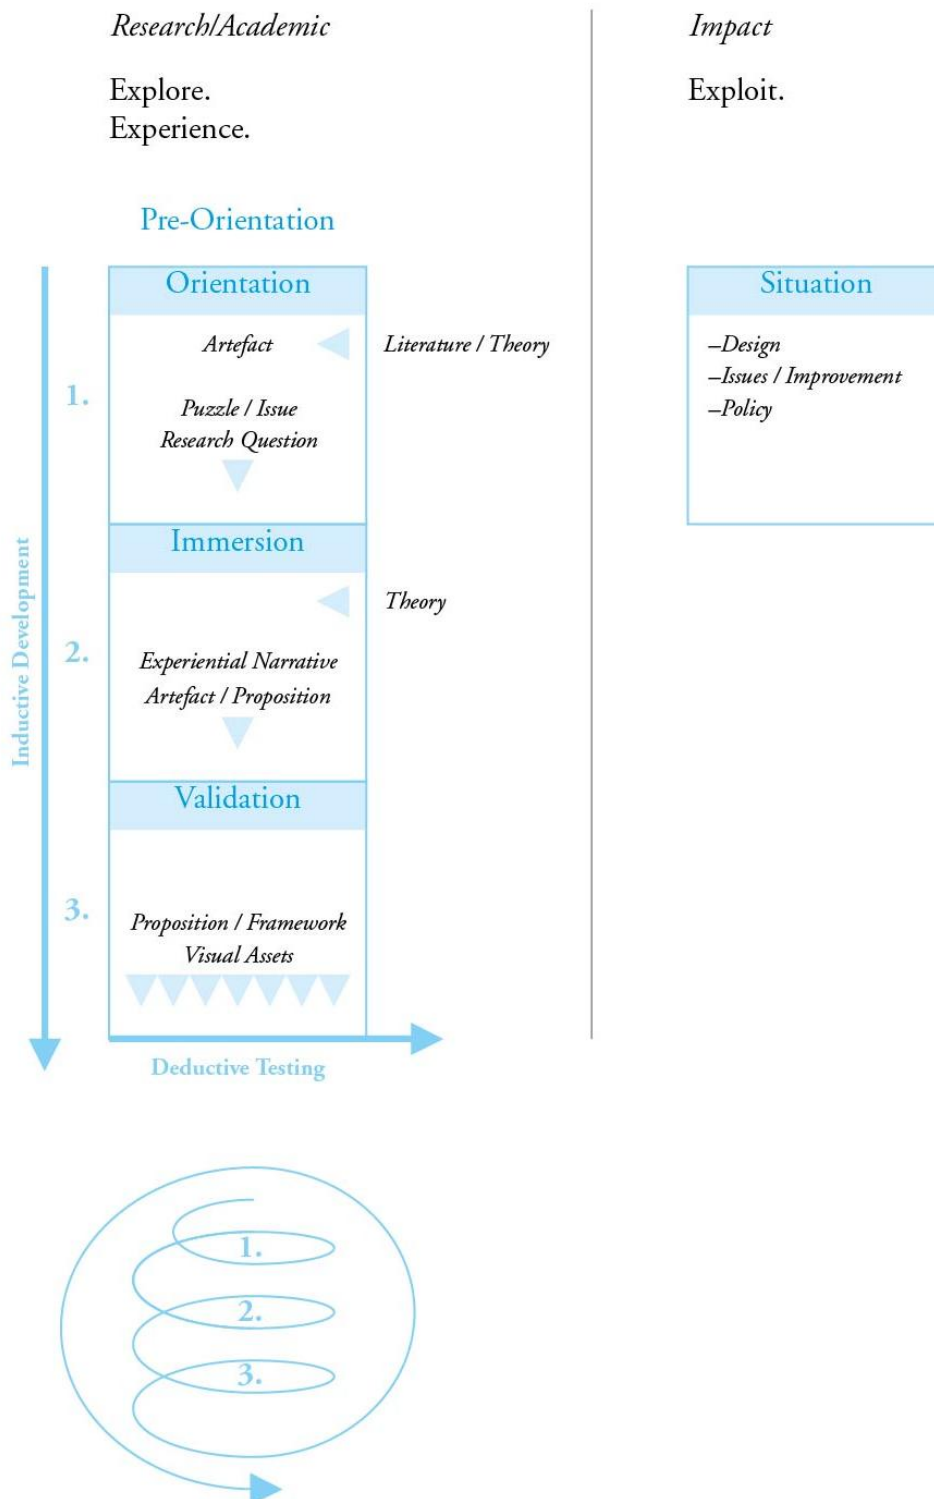 Research/Academic
Explore.
Experience.
Pre-Orientation
Inductive Development
1.
Orientation
Artefact
Literature / Theory
Puzzle / Issue
Research Question
2.
Immersion
Theory
Experiential Narrative
Artefact / Proposition
3.
Validation
Proposition / Framework
Visual Assets
Deductive Testing
1.
2.
3.
Impact
Exploit.
Situation
–Design
–Issues / Improvement
–Policy